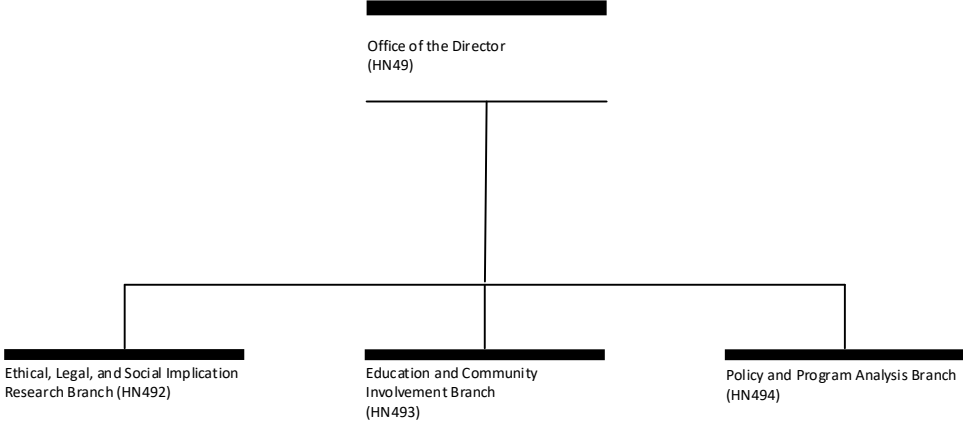 Office of the Director
(HN49)
Ethical, Legal, and Social Implication
Research Branch (HN492)
Education and Community
Involvement Branch
(HN493)
Policy and Program Analysis Branch
(HN494)